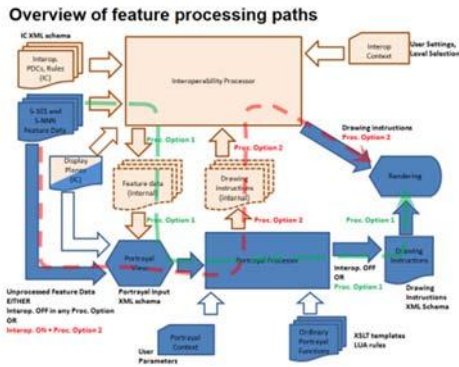 Overview of feature processing paths
IC XML schema
Interop.
PDCs, Rules
(IC)
Interoperability Processor
Interop
Context
User Settings,
Level Selection
S-101 and
S-NNN
Feature Data
Proc. Option 1
Proc. Option 2
Drawing instructions
Proc. Option 2
Display
Planes
(IC)
Feature data
(internal)
Drawing
Instructions
(internal)
Rendering
Proc. Option 1
Proc. Option 2
Proc. Option 1
Portrayal
Portrayal Processor
Drawing
Instructions
Unprocessed Feature Data
EITHER
Interop. OFF in any Proc. Option
OR
Interop. ON + Proc. Option 2
Portrayal Input
XML schema
Interop. OFF
OR
Proc. Option 1
Drawing
Instructions
XML Schema
Portrayal
Context
User
Parameters
Ordinary
Portrayal
Functions
XSLT templates
LUA rules